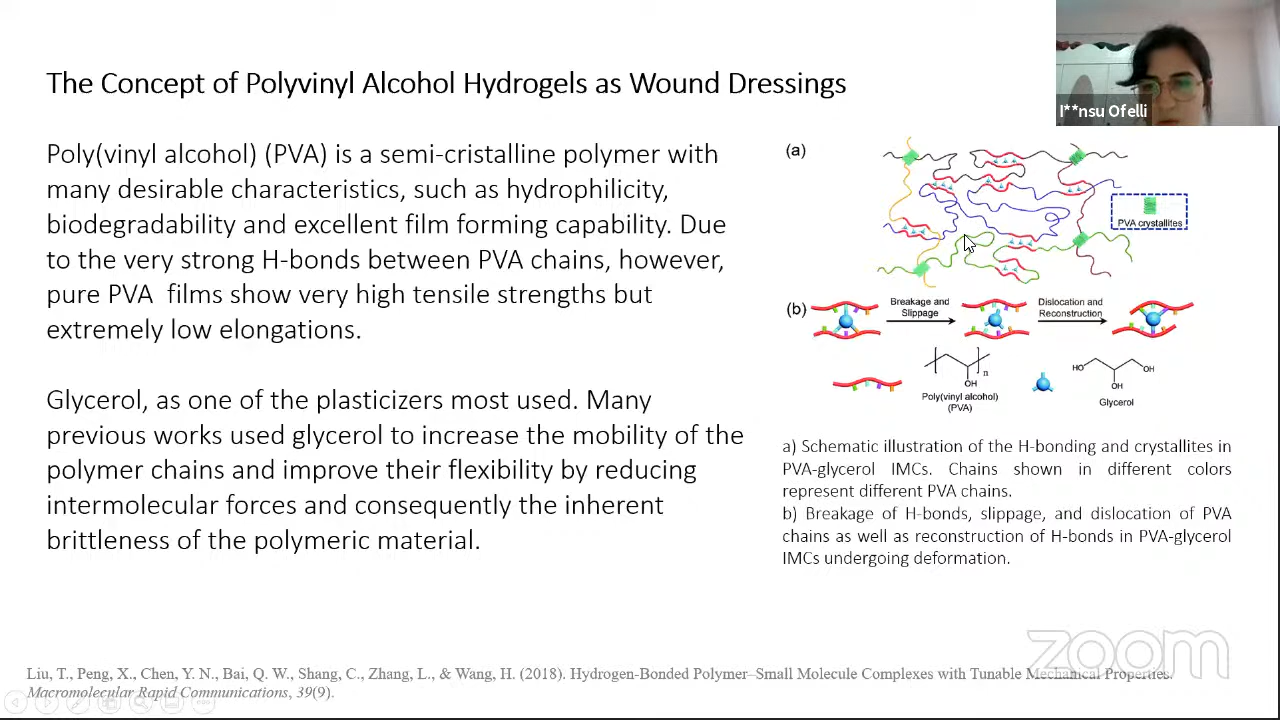 The Concept of Polyvinyl Alcohol Hydrogels as Wound Dressings
I**nsu Ofelli
Poly(vinyl alcohol) (PVA) is a semi-cristalline polymer with
many desirable characteristics, such as hydrophilicity,
biodegradability and excellent film forming capability. Due
to the very strong H-bonds between PVA chains, however,
pure PVA films show very high tensile strengths but
extremely low elongations.
Glycerol, as one of the plasticizers most used. Many
previous works used glycerol to increase the mobility of the
polymer chains and improve their flexibility by reducing
intermolecular forces and consequently the inherent
brittleness of the polymeric material.
(a)
PVA crystallites
(b)
Breakage and
Slippage
Dislocation and
Reconstruction
OH
n
Poly(vinyl alcohol)
(PVA)
HO
OH
OH
Glycerol
a) Schematic illustration of the H-bonding and crystallites in
PVA-glycerol IMCs. Chains shown in different colors
represent different PVA chains.
b) Breakage of H-bonds, slippage, and dislocation of PVA
chains as well as reconstruction of H-bonds in PVA-glycerol
IMCs undergoing deformation.
zoom
Liu, T., Peng, X., Chen, Y. N., Bai, Q. W., Shang, C., Zhang, L., & Wang, H. (2018). Hydrogen-Bonded Polymer–Small Molecule Complexes with Tunable Mechanical Properties.
Macromolecular Rapid Communications, 39(9).